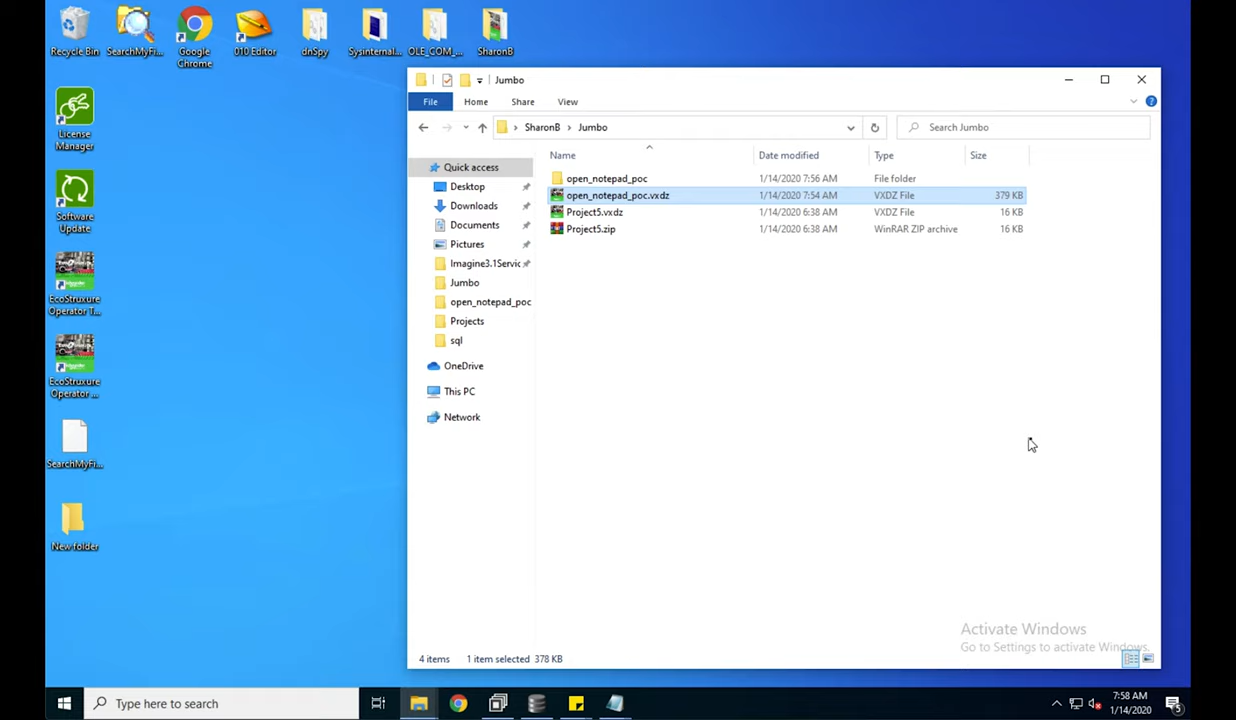 Recycle Bin
SearchMyFi...
Google
Chrome
010 Editor
dnSpy
Sysinternal...
OLE_COM_...
SharonB
License
Manager
Software
Update
EcoStruxure
Operator T...
EcoStruxure
Operator ...
SearchMyFi...
New folder
Jumbo
File
Home
Share
View
SharonB
Jumbo
Search Jumbo
Name
Date modified
Type
Size
open_notepad_poc 1/14/2020 7:56 AM File folder
open_notepad_poc.vxdz 1/14/2020 7:54 AM VXDZ File 379 KB
Project5.vxdz 1/14/2020 6:38 AM VXDZ File 16 KB
Project5.zip 1/14/2020 6:38 AM WinRAR ZIP archive 16 KB
Quick access
Desktop
Downloads
Documents
Pictures
Imagine3.1Servic
Jumbo
open_notepad_poc
Projects
sql
OneDrive
This PC
Network
Activate Windows
Go to Settings to activate Windows.
4 items
1 item selected 378 KB
Type here to search
7:58 AM
1/14/2020
5